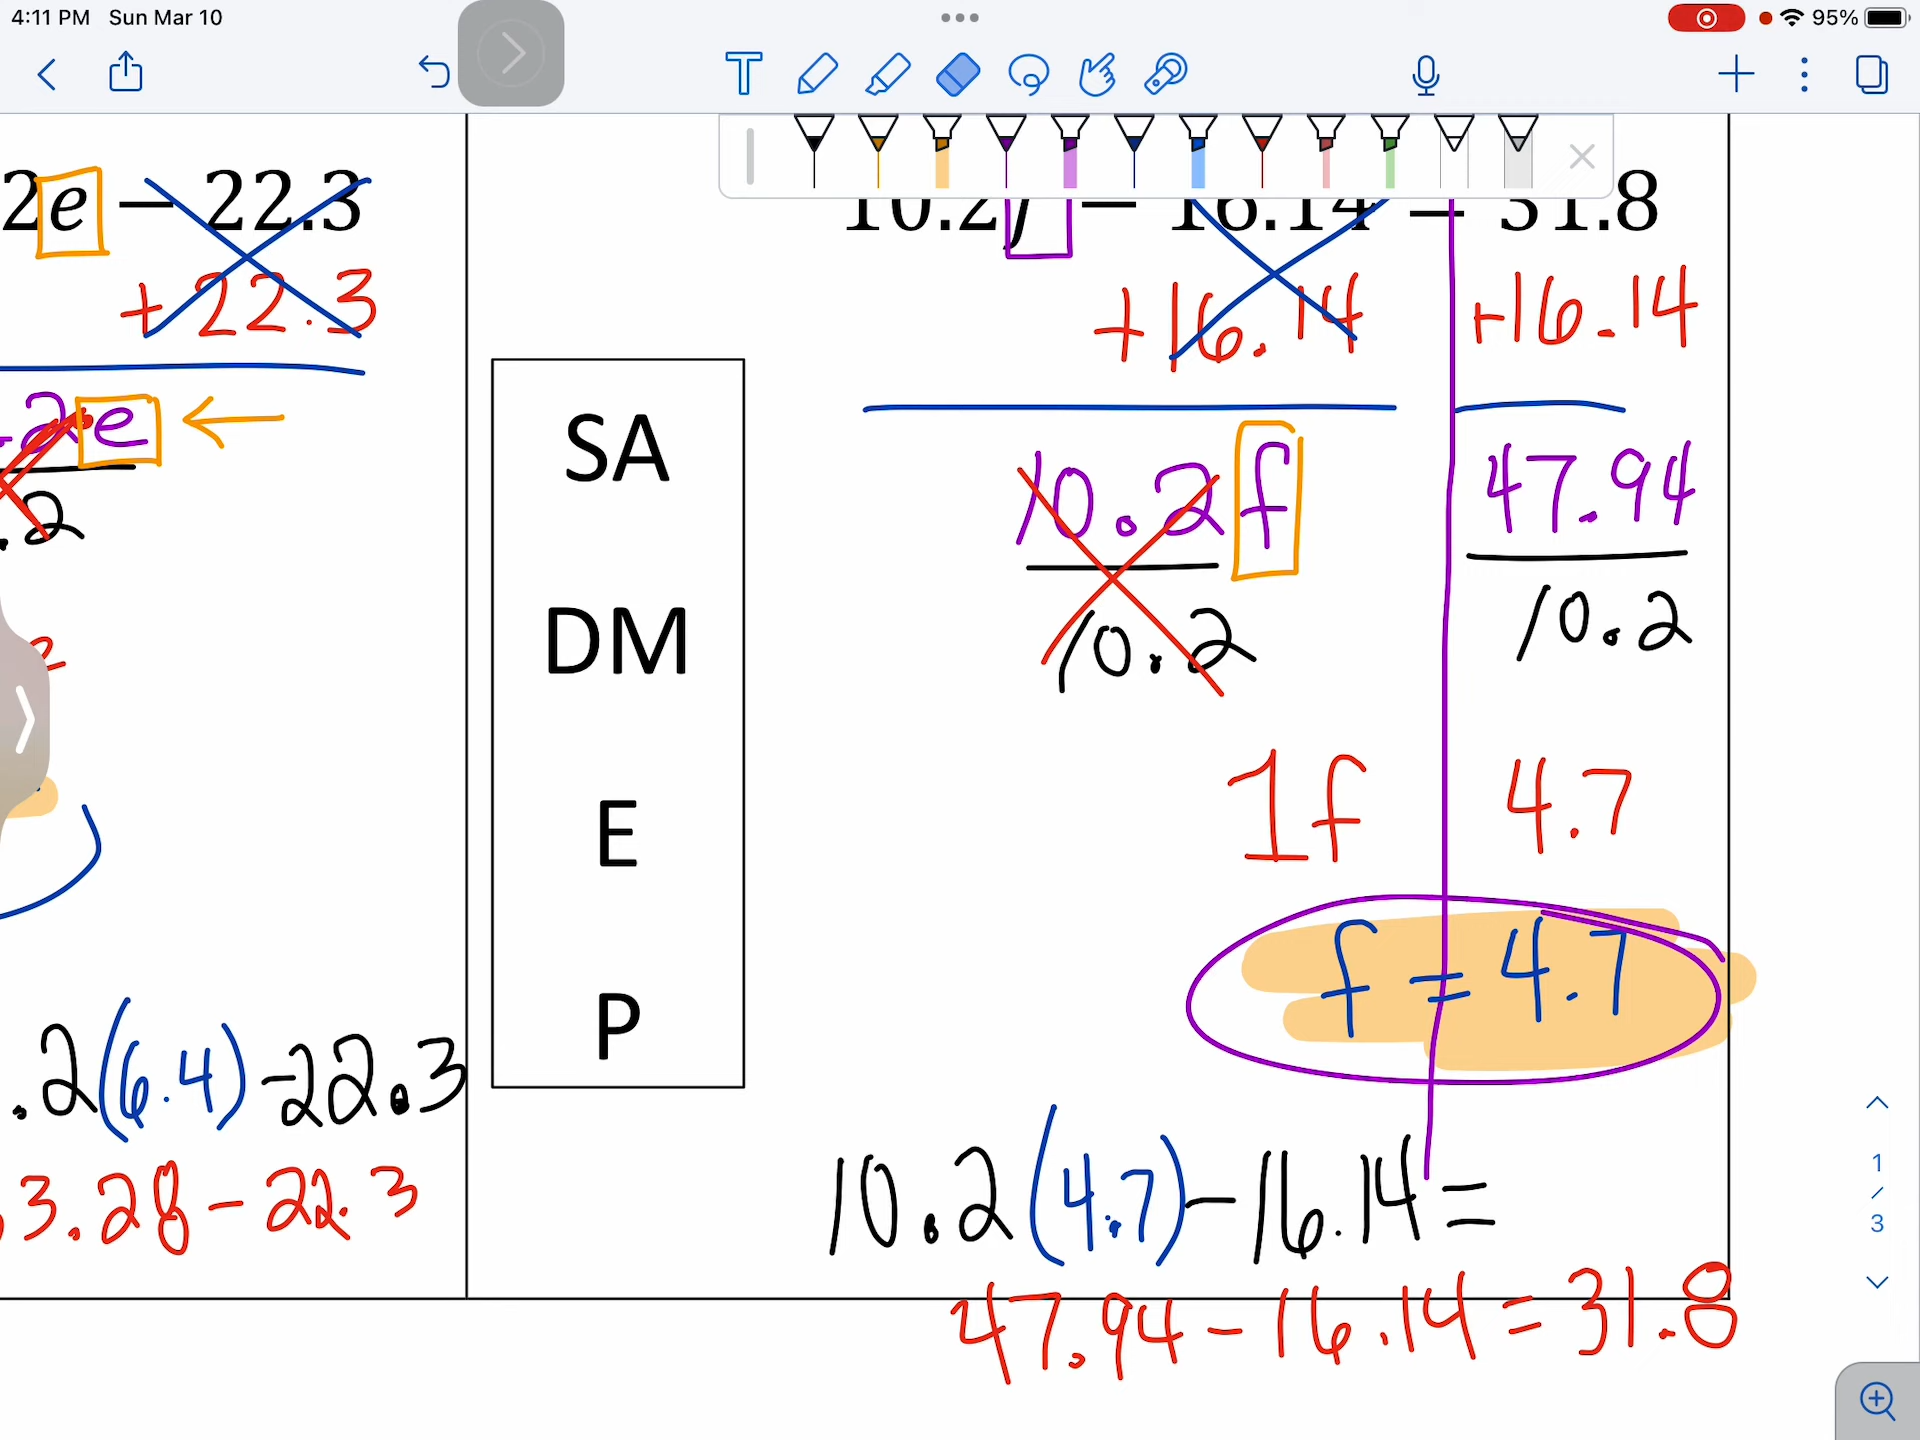 4:11 PM Sun Mar 10
95%
2e − 22.3
+22.3
.2e
.2
.2(6.4) -22.3
3.28 - 22.3
SA
DM
E
P
10.2f − 16.14 = 31.8
+16.14 +16.14
10.2f 47.94
10.2 10.2
1f 4.7
f = 4.7
10.2(4.7) - 16.14 =
47.94 - 16.14 = 31.8
1
/
3